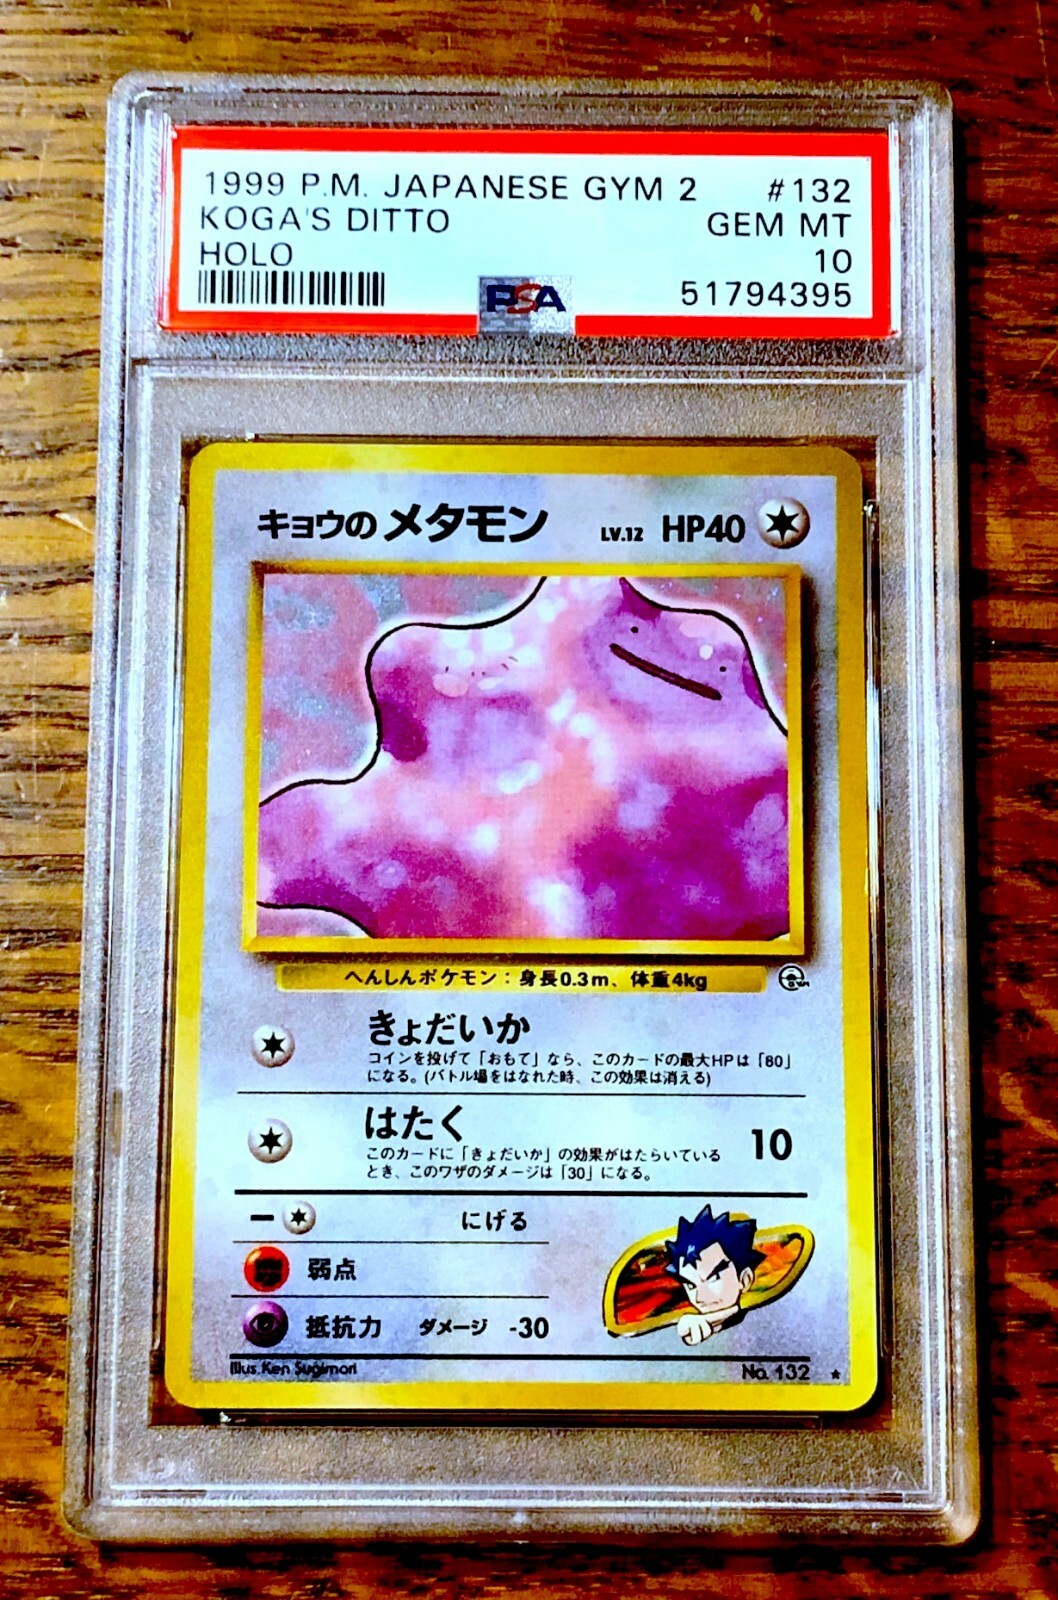 1999 P.M. JAPANESE GYM 2 #132
KOGA'S DITTO GEM MT
HOLO 10
PSA 51794395
キョウのメタモン LV.12 HP40
へんしんポケモン：身長0.3m、体重4kg
きょだいか
コインを投げて「おもて」なら、このカードの最大HPは「80」
になる。(バトル場をはなれた時、この効果は消える)
はたく 10
このカードに「きょだいか」の効果がはたらいている
とき、このワザのダメージは「30」になる。
にげる
弱点
抵抗力 ダメージ -30
Illus. Ken Sugimori No. 132 ★